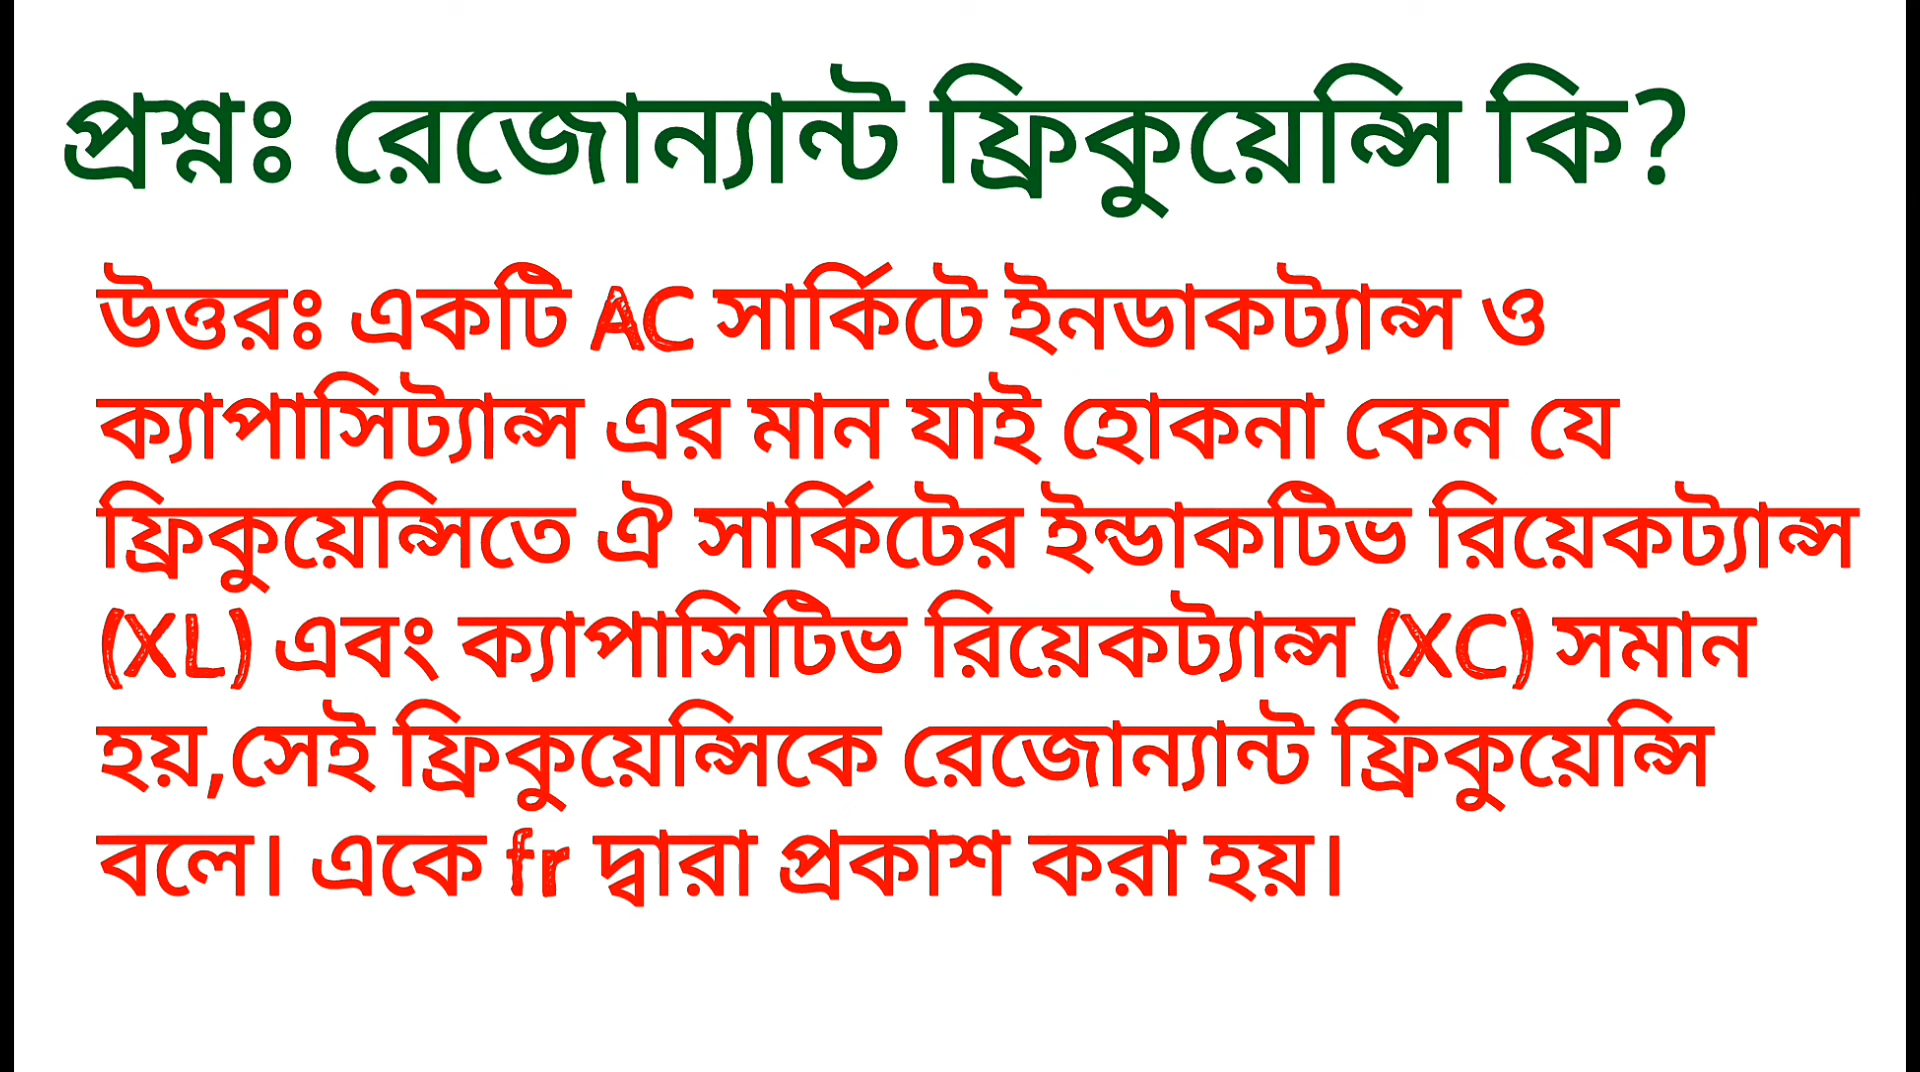 প্রশ্নঃ রেজোন্যান্ট ফ্রিকুয়েন্সি কি?
উত্তরঃ একটি AC সার্কিটে ইনডাকট্যান্স ও
ক্যাপাসিট্যান্স এর মান যাই হোকনা কেন যে
ফ্রিকুয়েন্সিতে ঐ সার্কিটের ইন্ডাকটিভ রিয়েকট্যান্স
(XL) এবং ক্যাপাসিটিভ রিয়েকট্যান্স (XC) সমান
হয়,সেই ফ্রিকুয়েন্সিকে রেজোন্যান্ট ফ্রিকুয়েন্সি
বলে। একে fr দ্বারা প্রকাশ করা হয়।